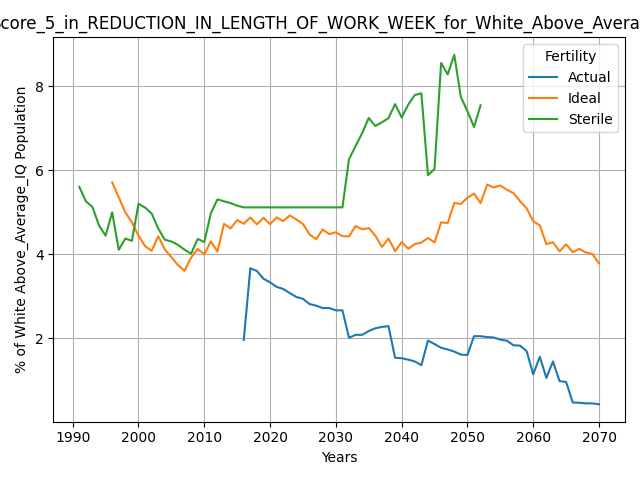 core_5_in_REDUCTION_IN_LENGTH_OF_WORK_WEEK_for_White_Above_Avera
Fertility
Actual
Ideal
Sterile
% of White Above_Average_IQ Population
8
6
4
2
1990 2000 2010 2020 2030 2040 2050 2060 2070
Years